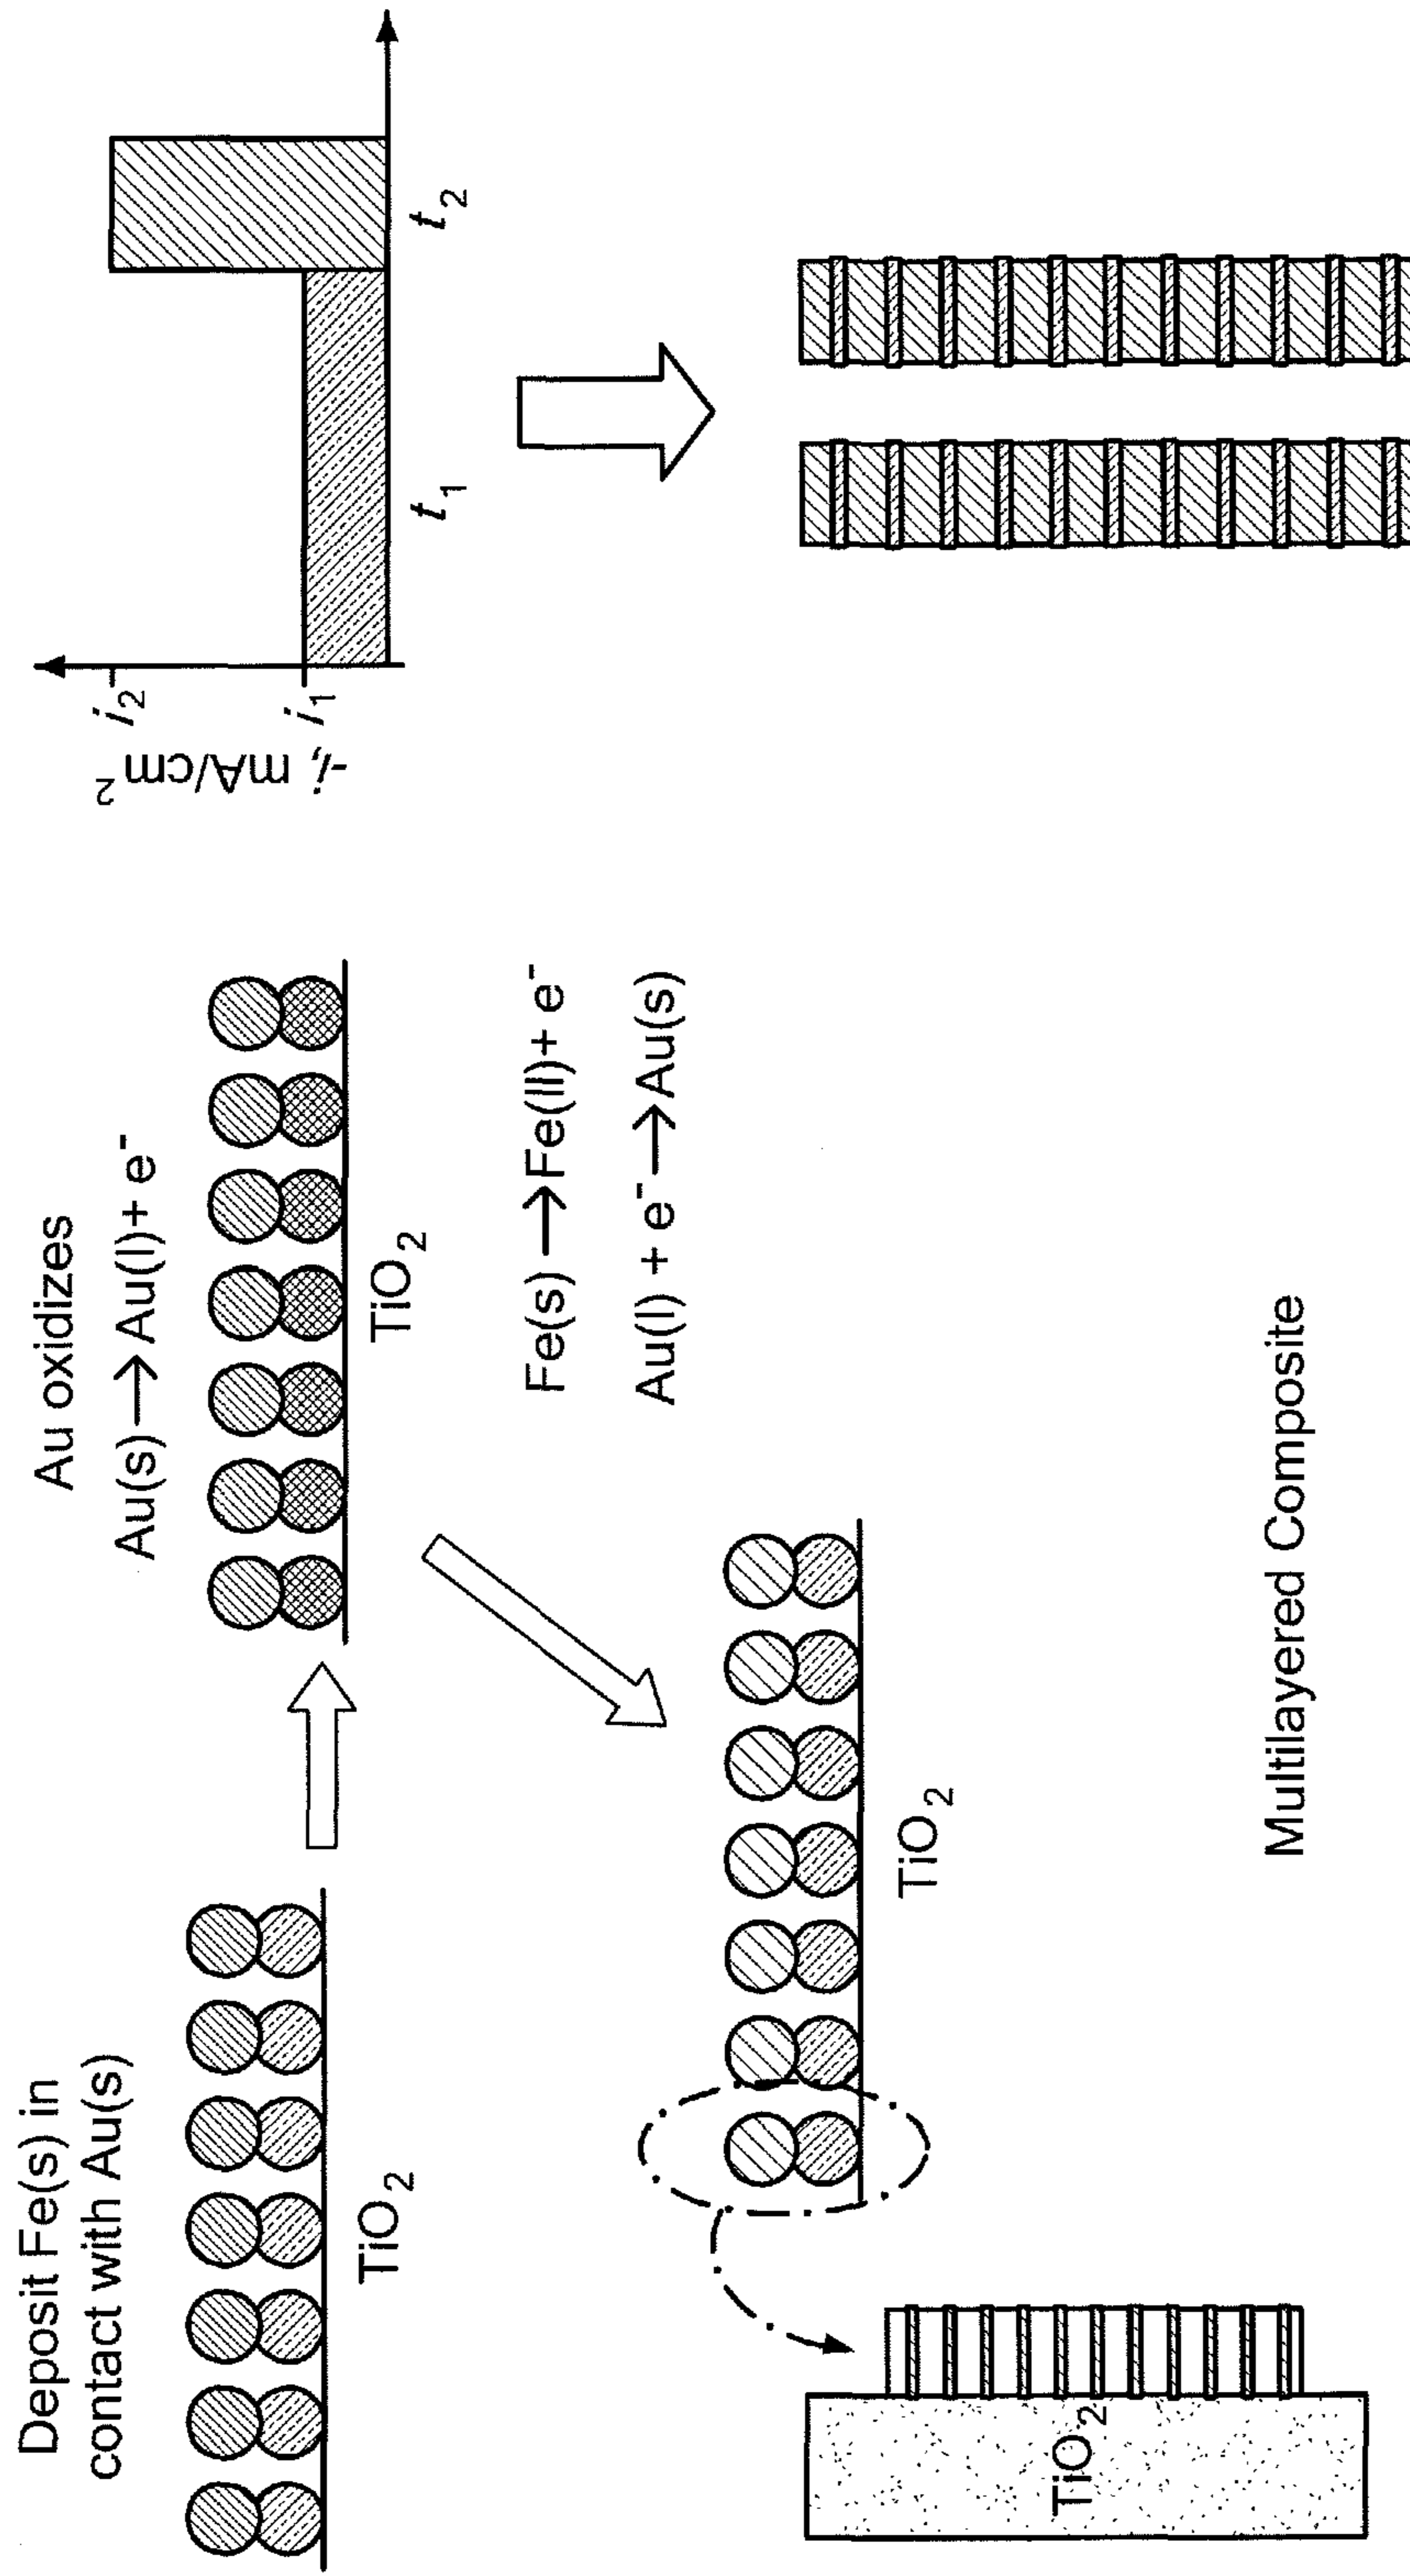 Deposit Fe(s) in
contact with Au(s)
TiO₂
Au oxidizes
Au(s) → Au(I)+ e⁻
TiO₂
Fe(s) → Fe(II)+ e⁻
Au(I) + e⁻ → Au(s)
TiO₂
TiO₂
Multilayered Composite
-i, mA/cm²
i₂
i₁
t₁
t₂